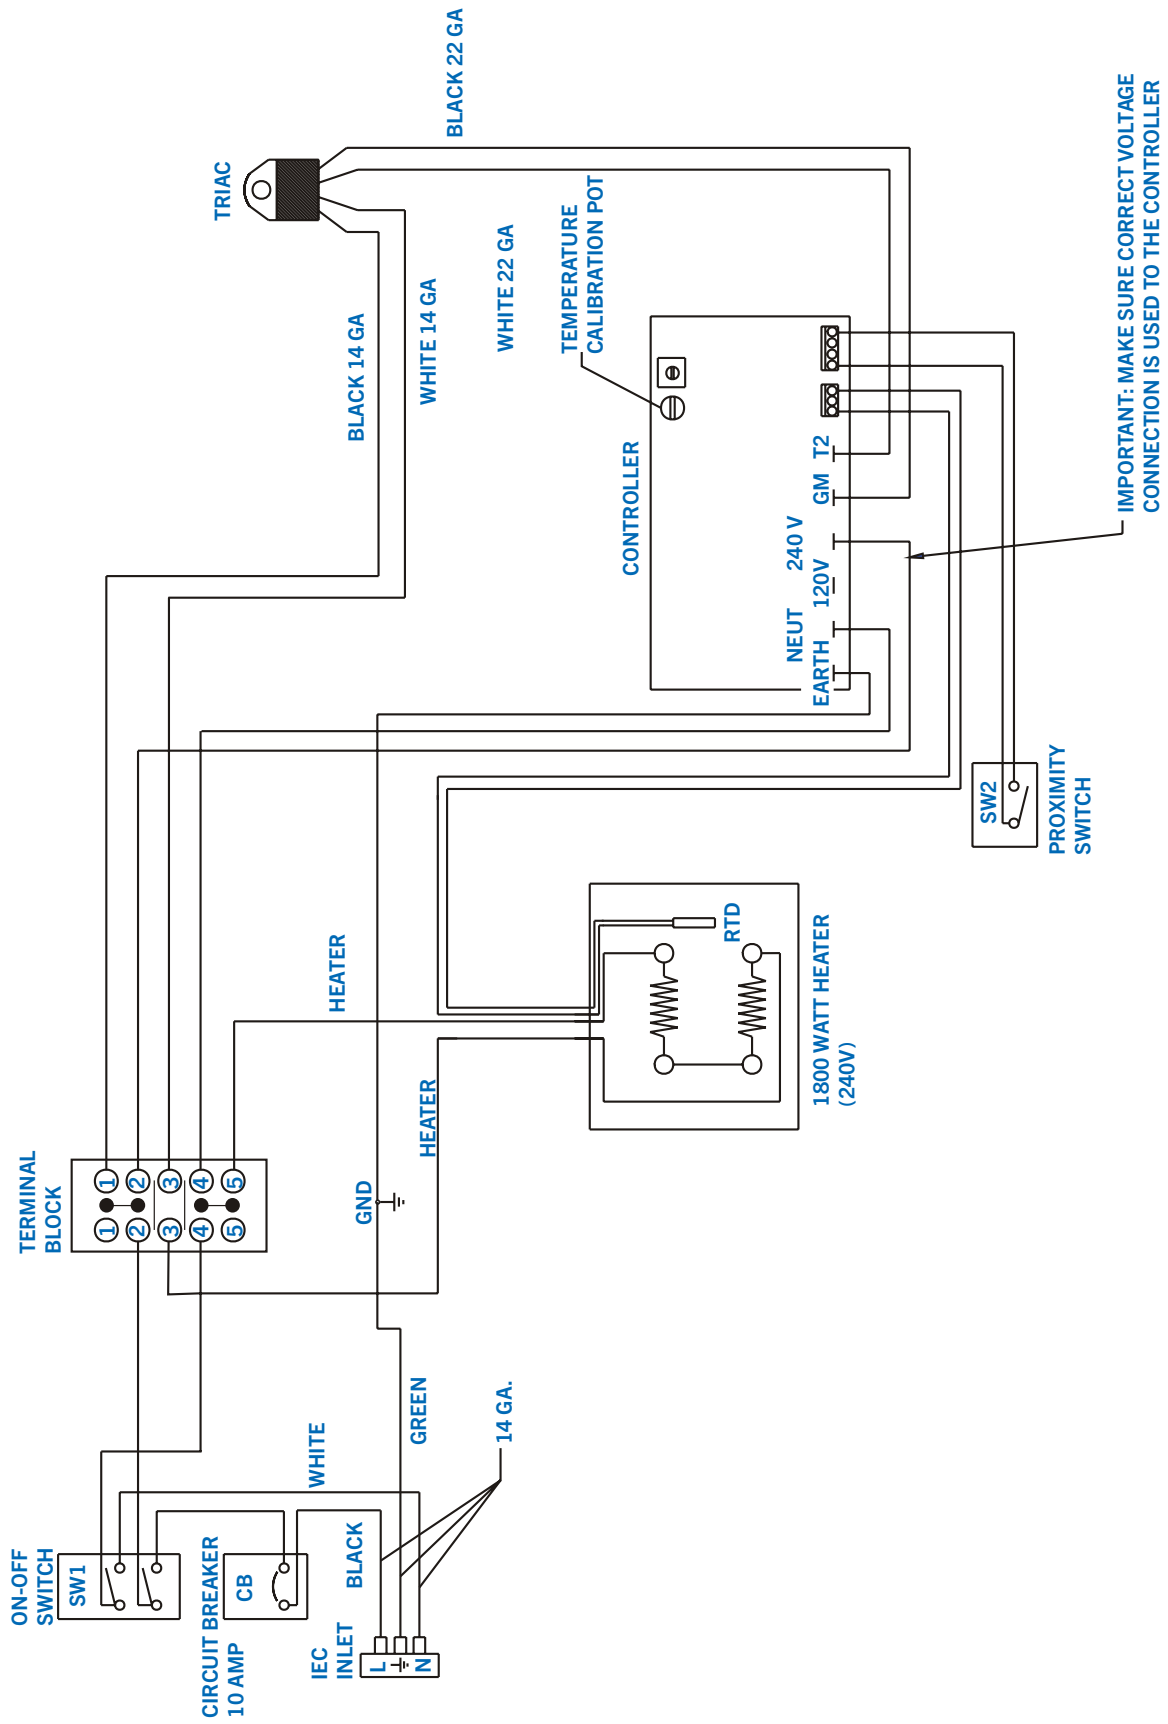 ON-OFF
SWITCH
SW1
CIRCUIT BREAKER
10 AMP
CB
IEC
INLET
L
N
BLACK
WHITE
GREEN
14 GA.
TERMINAL
BLOCK
1
2
3
4
5
1
2
3
4
5
GND
HEATER
HEATER
1800 WATT HEATER
(240V)
RTD
TRIAC
BLACK 14 GA
WHITE 14 GA
BLACK 22 GA
WHITE 22 GA
TEMPERATURE
CALIBRATION POT
CONTROLLER
EARTH
NEUT
120V
240 V
GM
T2
SW2
PROXIMITY
SWITCH
IMPORTANT: MAKE SURE CORRECT VOLTAGE
CONNECTION IS USED TO THE CONTROLLER